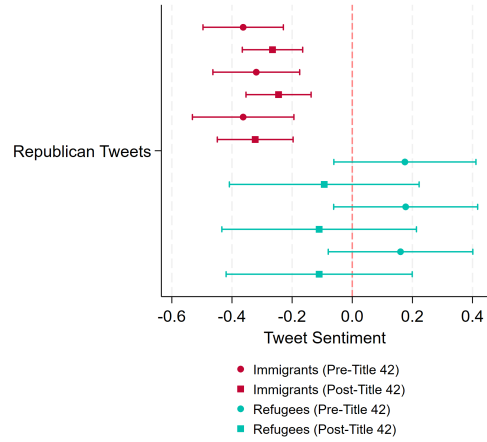 Republican Tweets
-0.6 -0.4 -0.2 0.0 0.2 0.4
Tweet Sentiment
Immigrants (Pre-Title 42)
Immigrants (Post-Title 42)
Refugees (Pre-Title 42)
Refugees (Post-Title 42)